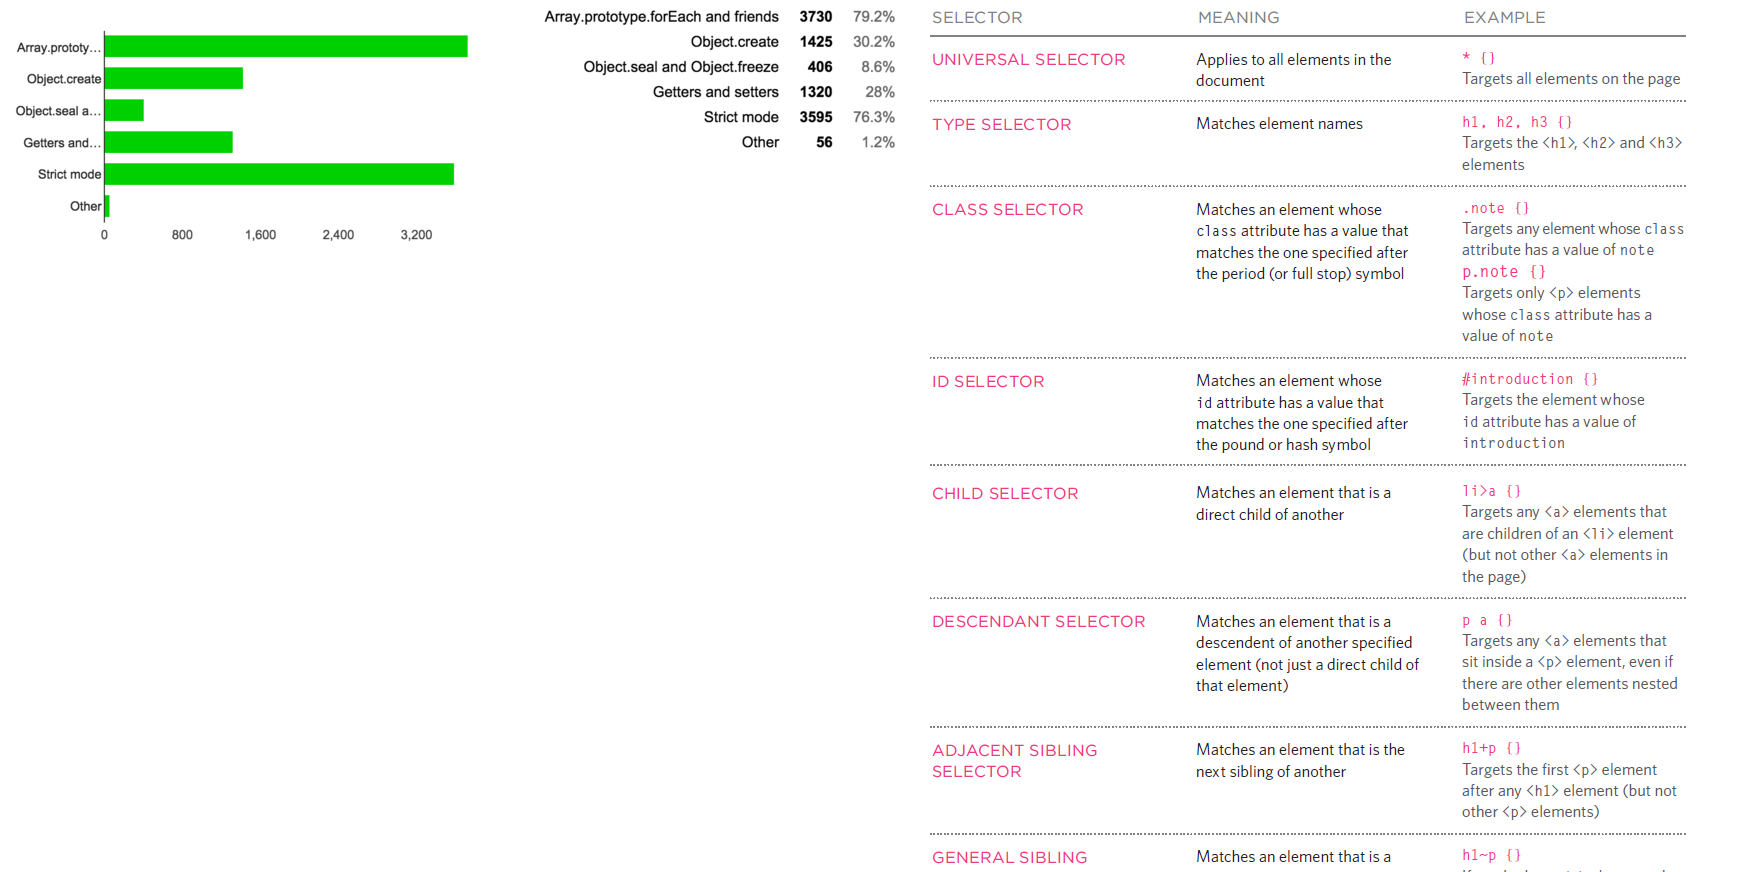 Array.prototy...
Object.create
Object.seal a...
Getters and...
Strict mode
Other
0 800 1,600 2,400 3,200
Array.prototype.forEach and friends 3730 79.2%
Object.create 1425 30.2%
Object.seal and Object.freeze 406 8.6%
Getters and setters 1320 28%
Strict mode 3595 76.3%
Other 56 1.2%
SELECTOR MEANING EXAMPLE
UNIVERSAL SELECTOR
Applies to all elements in the
document
* {}
Targets all elements on the page
TYPE SELECTOR
Matches element names
h1, h2, h3 {}
Targets the <h1>, <h2> and <h3>
elements
CLASS SELECTOR
Matches an element whose
class attribute has a value that
matches the one specified after
the period (or full stop) symbol
.note {}
Targets any element whose class
attribute has a value of note
p.note {}
Targets only <p> elements
whose class attribute has a
value of note
ID SELECTOR
Matches an element whose
id attribute has a value that
matches the one specified after
the pound or hash symbol
#introduction {}
Targets the element whose
id attribute has a value of
introduction
CHILD SELECTOR
Matches an element that is a
direct child of another
li>a {}
Targets any <a> elements that
are children of an <li> element
(but not other <a> elements in
the page)
DESCENDANT SELECTOR
Matches an element that is a
descendent of another specified
element (not just a direct child of
that element)
p a {}
Targets any <a> elements that
sit inside a <p> element, even if
there are other elements nested
between them
ADJACENT SIBLING
SELECTOR
Matches an element that is the
next sibling of another
h1+p {}
Targets the first <p> element
after any <h1> element (but not
other <p> elements)
GENERAL SIBLING
Matches an element that is a
h1~p {}